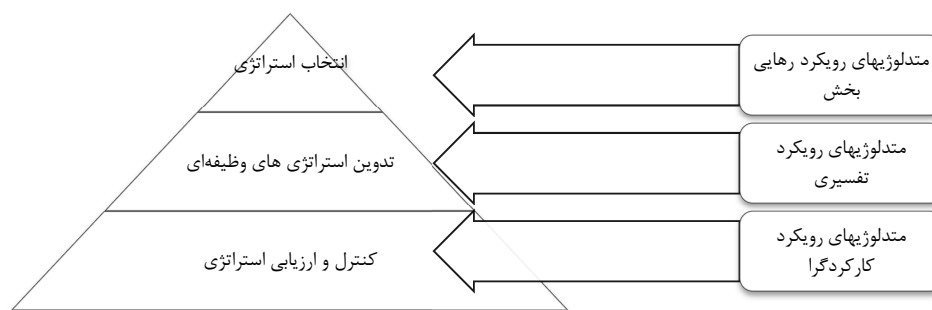 متدلوژیهای رویکرد رهایی
بخش
انتخاب استراتژی
متدلوژیهای رویکرد
تفسیری
تدوین استراتژی های وظیفه‌ای
متدلوژیهای رویکرد
کارکردگرا
کنترل و ارزیابی استراتژی